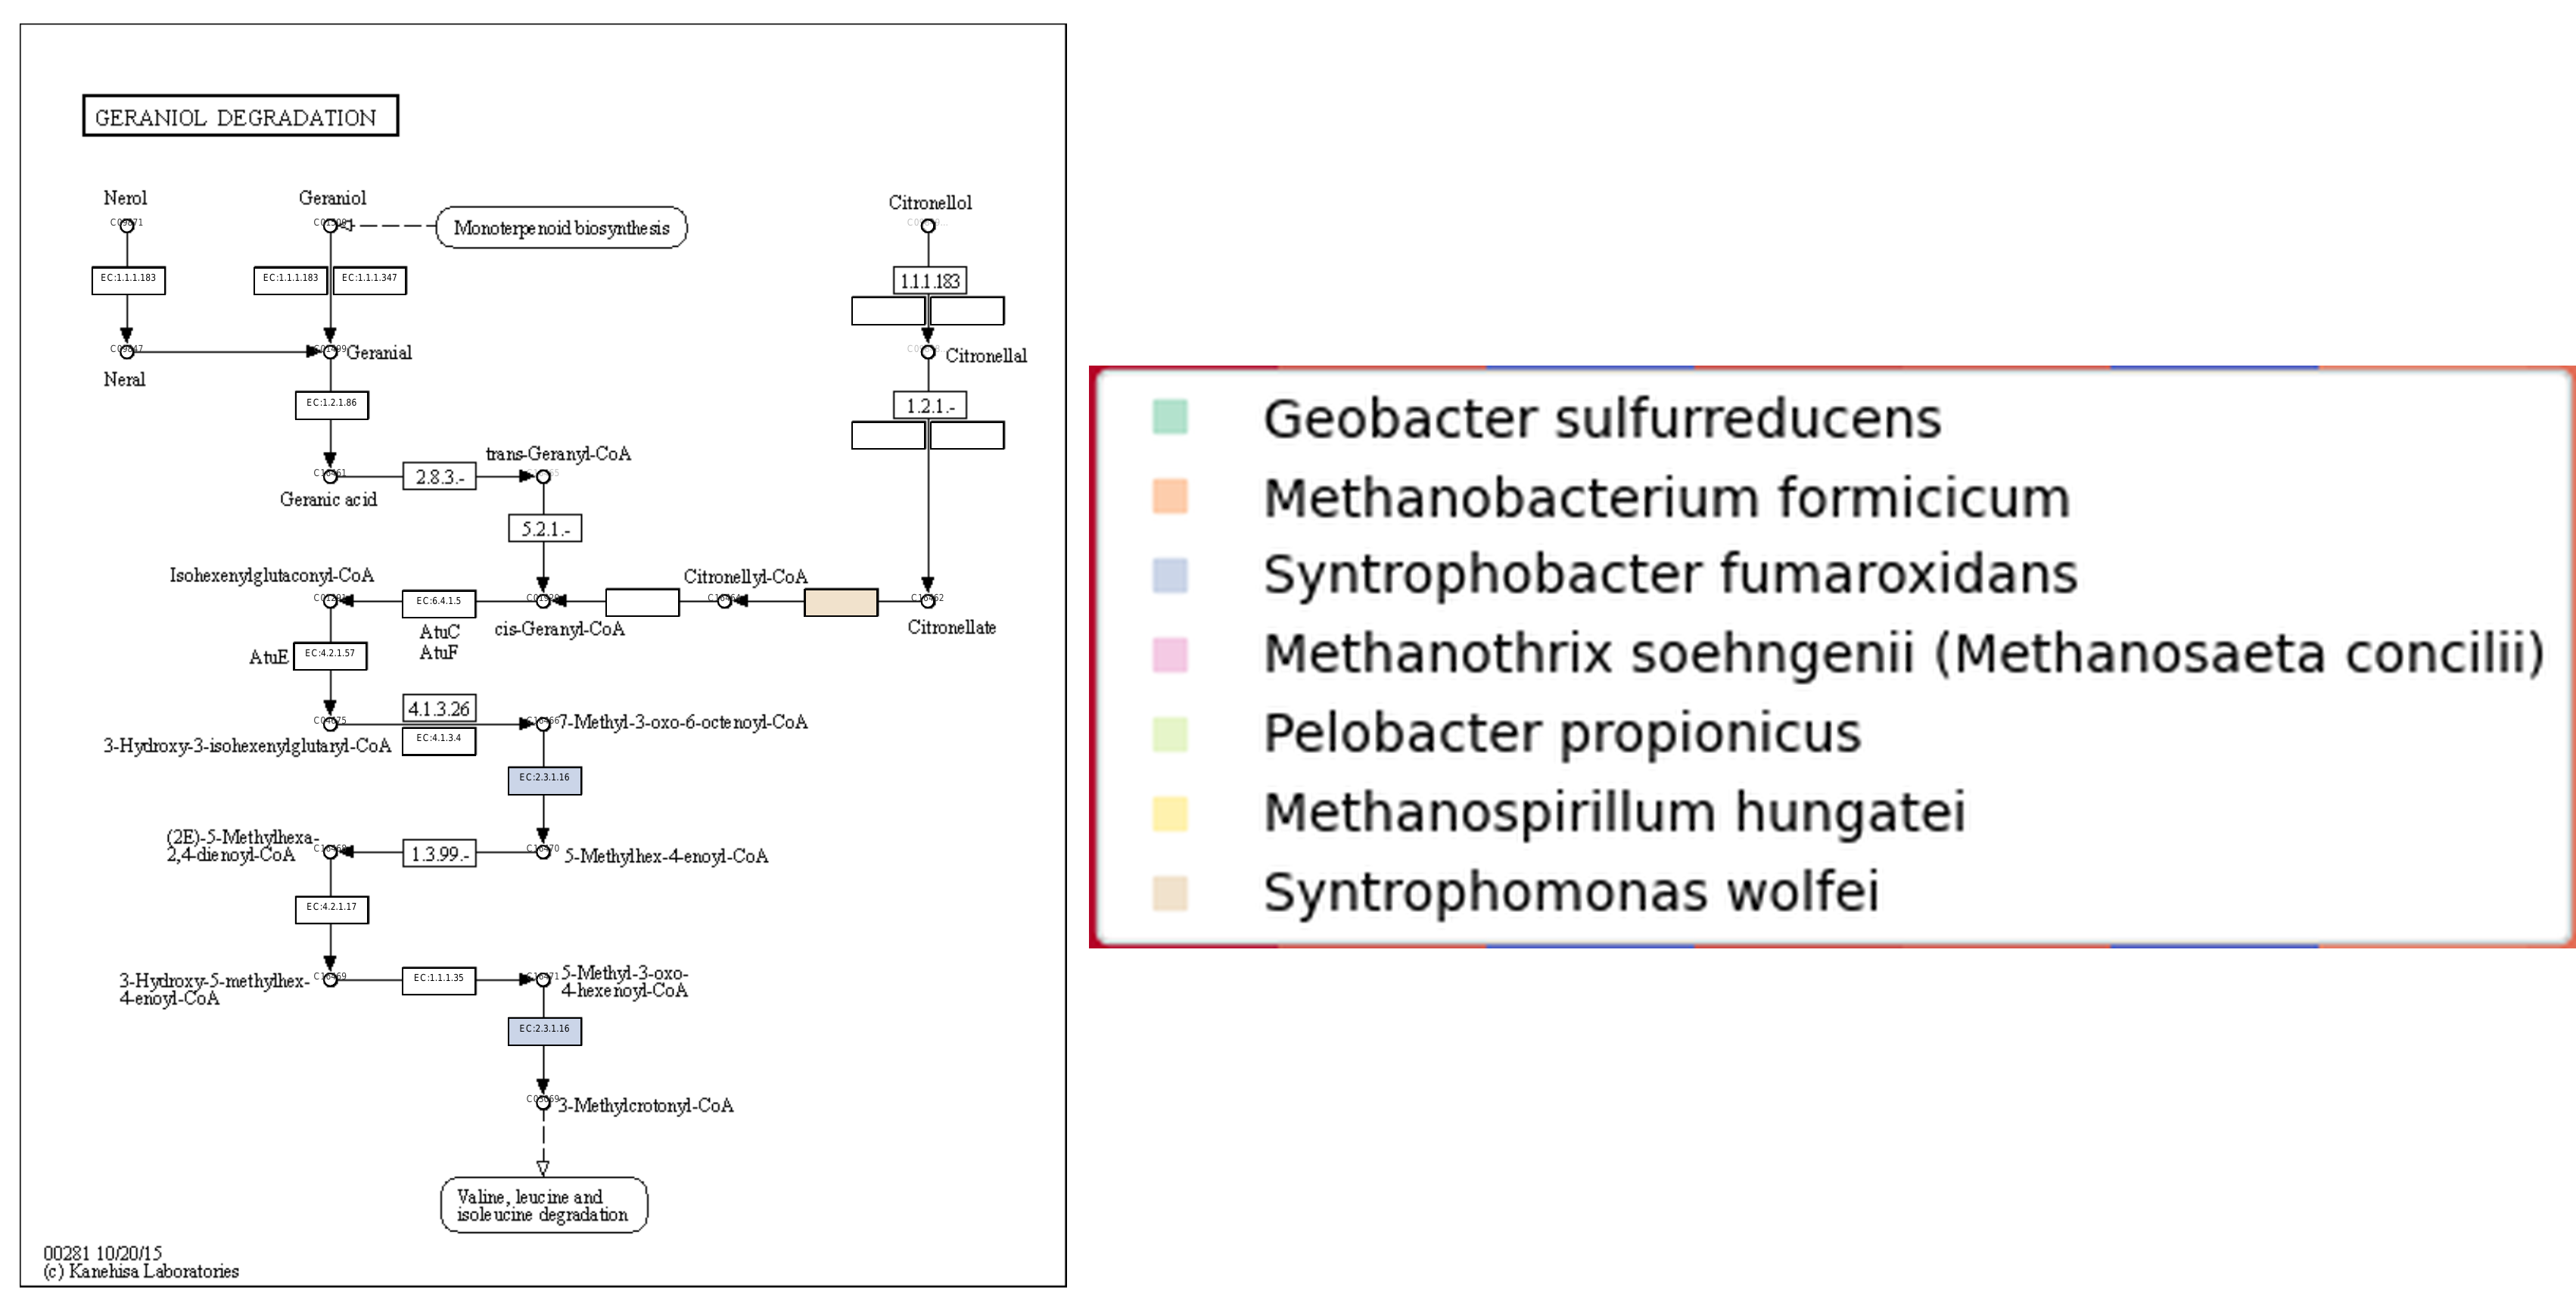 GERANIOL DEGRADATION
Nerol
Geraniol
Citronellol
Monoterpenoid biosynthesis
EC:1.1.1.183
EC:1.1.1.183
EC:1.1.1.347
1.1.1.183
Geranial
Citronellal
Neral
EC:1.2.1.86
1.2.1.-
trans-Geranyl-CoA
2.8.3.-
Geranic acid
5.2.1.-
Isohexenylglutaconyl-CoA
Citronellyl-CoA
EC:6.4.1.5
AtuC
AtuF
cis-Geranyl-CoA
Citronellate
AtuE
EC:4.2.1.57
4.1.3.26
7-Methyl-3-oxo-6-octenoyl-CoA
3-Hydroxy-3-isohexenylglutaryl-CoA
EC:4.1.3.4
EC:2.3.1.16
(2E)-5-Methylhexa-
2,4-dienoyl-CoA
1.3.99.-
5-Methylhex-4-enoyl-CoA
EC:4.2.1.17
3-Hydroxy-5-methylhex-
4-enoyl-CoA
EC:1.1.1.35
5-Methyl-3-oxo-
4-hexenoyl-CoA
EC:2.3.1.16
3-Methylcrotonyl-CoA
Valine, leucine and
isoleucine degradation
00281 10/20/15
(c) Kanehisa Laboratories
Geobacter sulfurreducens
Methanobacterium formicicum
Syntrophobacter fumaroxidans
Methanothrix soehngenii (Methanosaeta concilii)
Pelobacter propionicus
Methanospirillum hungatei
Syntrophomonas wolfei